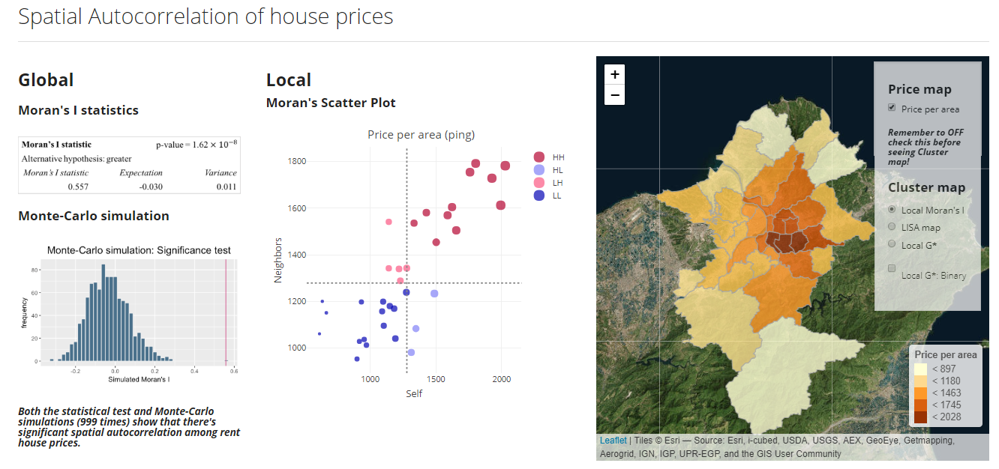 Spatial Autocorrelation of house prices
Global
Moran's I statistics
Moran's I statistic p-value = 1.62 × 10⁻⁸
Alternative hypothesis: greater
Moran's I statistic Expectation Variance
0.557 -0.030 0.011
Monte-Carlo simulation
Monte-Carlo simulation: Significance test
frequency
80
60
40
20
0
-0.2 0.0 0.2 0.4 0.6
Simulated Moran's I
Both the statistical test and Monte-Carlo
simulations (999 times) show that there's
significant spatial autocorrelation among rent
house prices.
Local
Moran's Scatter Plot
Price per area (ping)
Neighbors
1800
1600
1400
1200
1000
1000 1500 2000
Self
HH
HL
LH
LL
+
−
Price map
Price per area
Remember to OFF
check this before
seeing Cluster
map!
Cluster map
Local Moran's I
LISA map
Local G*
Local G*: Binary
Price per area
< 897
< 1180
< 1463
< 1745
< 2028
Leaflet | Tiles © Esri — Source: Esri, i-cubed, USDA, USGS, AEX, GeoEye, Getmapping,
Aerogrid, IGN, IGP, UPR-EGP, and the GIS User Community